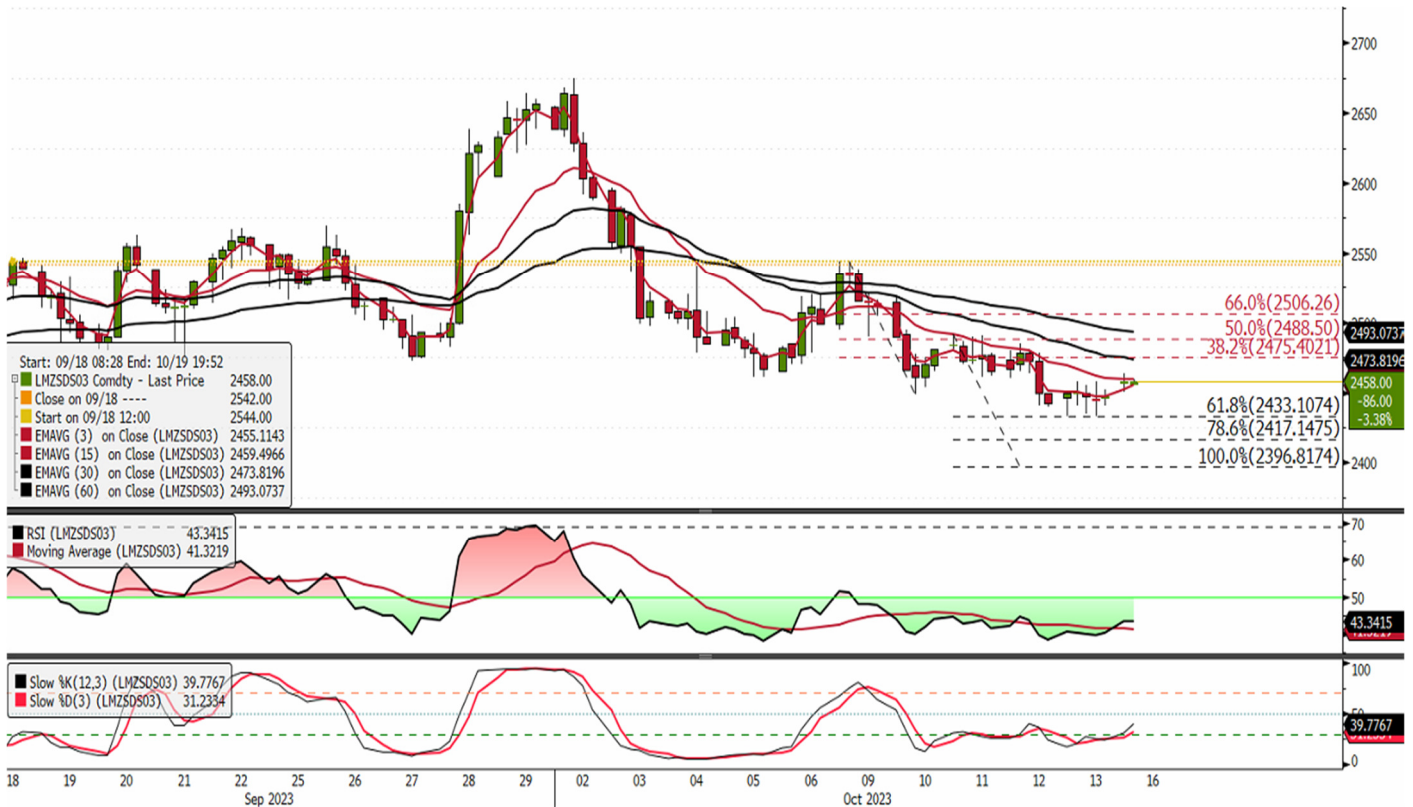 2700
2650
2600
2550
66.0%(2506.26)
2500
50.0%(2488.50)
2493.0737
38.2%(2475.4021)
2473.8196
2458.00
-86.00
-3.38%
61.8%(2433.1074)
78.6%(2417.1475)
100.0%(2396.8174)
2400
Start: 09/18 08:28 End: 10/19 19:52
LMZSDS03 Comdty - Last Price 2458.00
Close on 09/18 ---- 2542.00
Start on 09/18 12:00 2544.00
EMAVG (3) on Close (LMZSDS03) 2455.1143
EMAVG (15) on Close (LMZSDS03) 2459.4966
EMAVG (30) on Close (LMZSDS03) 2473.8196
EMAVG (60) on Close (LMZSDS03) 2493.0737
RSI (LMZSDS03) 43.3415
Moving Average (LMZSDS03) 41.3219
70
60
50
43.3415
41.3219
Slow %K(12,3) (LMZSDS03) 39.7767
Slow %D(3) (LMZSDS03) 31.2334
100
50
39.7767
31.2334
0
18 19 20 21 22 25 26 27 28 29 02 03 04 05 06 09 10 11 12 13 16
Sep 2023 Oct 2023